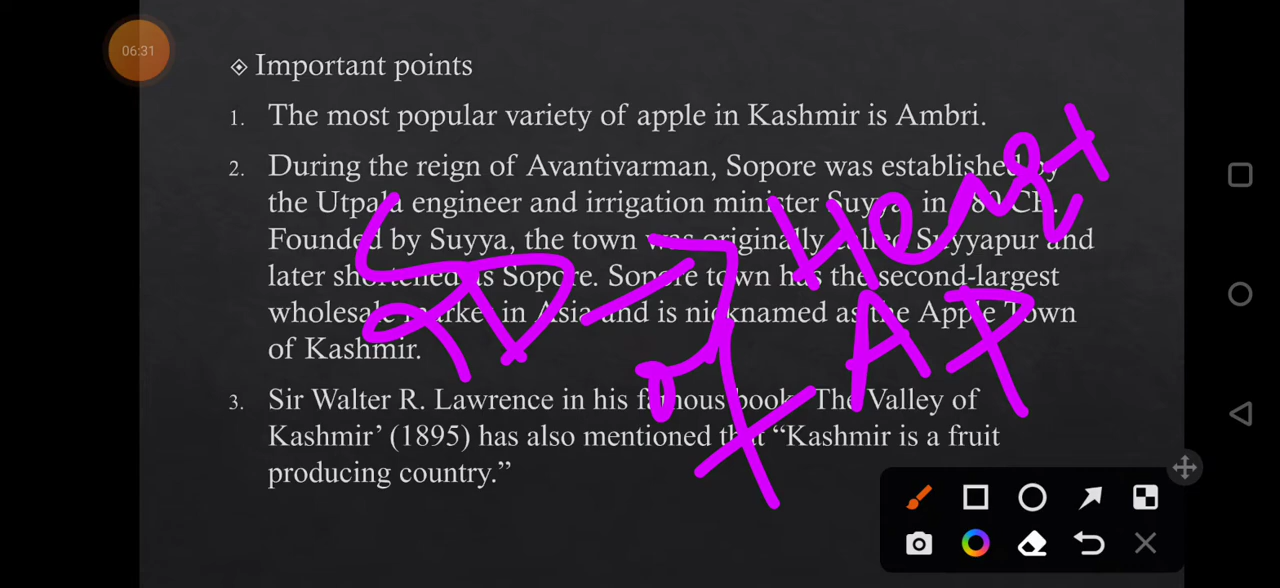 06:31
Important points
1. The most popular variety of apple in Kashmir is Ambri.
2. During the reign of Avantivarman, Sopore was established by
the Utpala engineer and irrigation minister Suyya in 880 CE.
Founded by Suyya, the town was originally called Suyyapur and
later shortened as Sopore. Sopore town has the second-largest
wholesale market in Asia and is nicknamed as the Apple Town
of Kashmir.
3. Sir Walter R. Lawrence in his famous book, ‘The Valley of
Kashmir’ (1895) has also mentioned that “Kashmir is a fruit
producing country.”